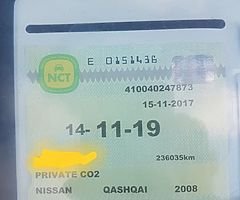 E 0151436
NCT
410040247873
15-11-2017
14-11-19
236035km
PRIVATE CO2
NISSAN QASHQAI 2008